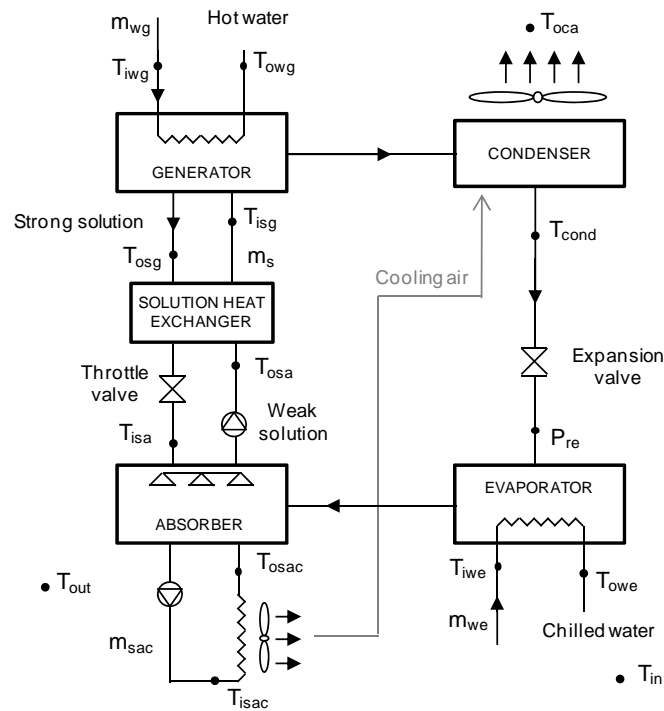 m_wg
Hot water
T_oca
T_iwg
T_owg
GENERATOR
CONDENSER
Strong solution
T_isg
T_cond
T_osg
m_s
Cooling air
SOLUTION HEAT
EXCHANGER
Throttle
valve
T_osa
Expansion
valve
Weak
solution
T_isa
P_re
EVAPORATOR
ABSORBER
T_out
T_osac
T_iwe
T_owe
m_sac
m_we
Chilled water
T_isac
T_in